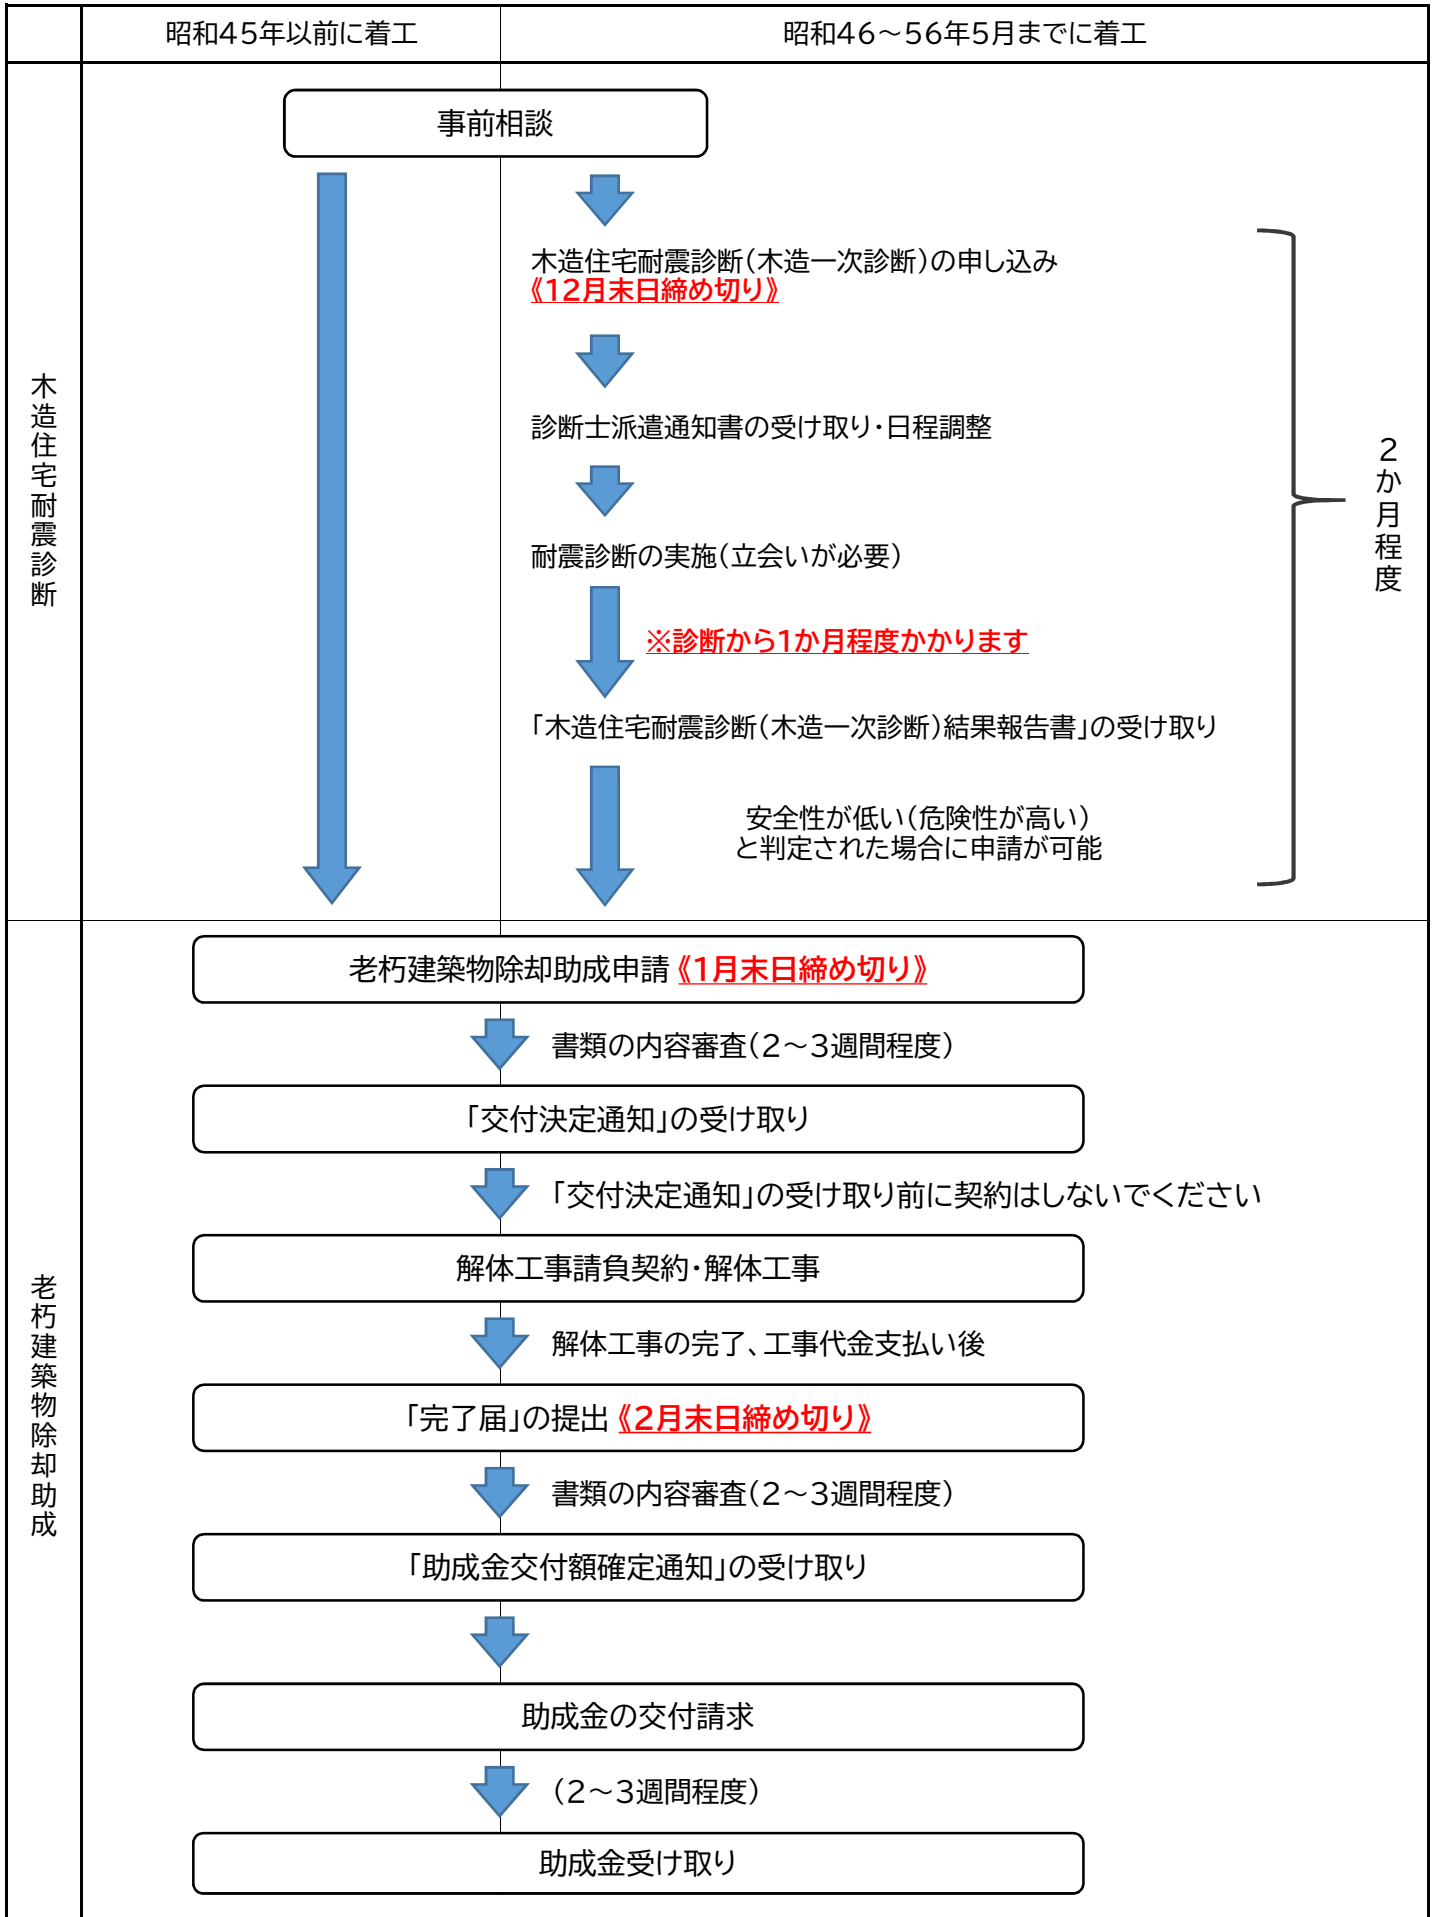 昭和45年以前に着工
昭和46～56年5月までに着工
木造住宅耐震診断
事前相談
木造住宅耐震診断（木造一次診断）の申し込み
《12月末日締め切り》
診断士派遣通知書の受け取り・日程調整
耐震診断の実施（立会いが必要）
※診断から1か月程度かかります
「木造住宅耐震診断（木造一次診断）結果報告書」の受け取り
安全性が低い（危険性が高い）
と判定された場合に申請が可能
2か月程度
老朽建築物除却助成
老朽建築物除却助成申請《1月末日締め切り》
書類の内容審査（2～3週間程度）
「交付決定通知」の受け取り
「交付決定通知」の受け取り前に契約はしないでください
解体工事請負契約・解体工事
解体工事の完了、工事代金支払い後
「完了届」の提出《2月末日締め切り》
書類の内容審査（2～3週間程度）
「助成金交付額確定通知」の受け取り
助成金の交付請求
（2～3週間程度）
助成金受け取り